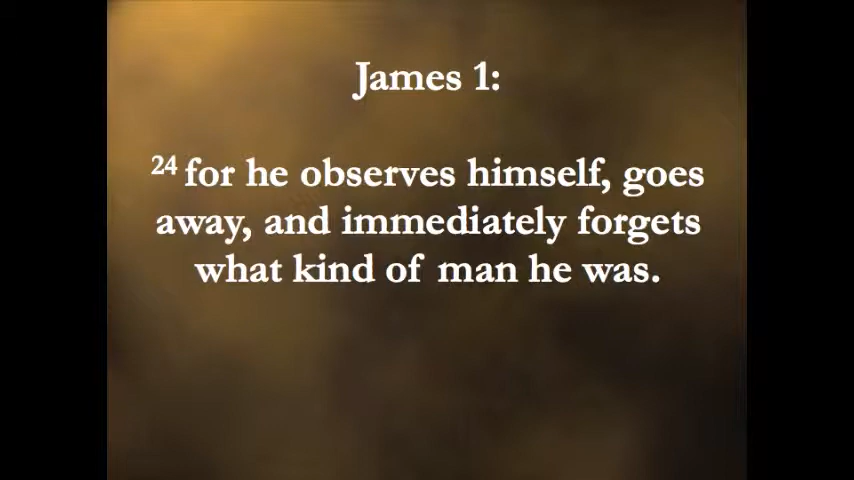 James 1:
24 for he observes himself, goes
away, and immediately forgets
what kind of man he was.